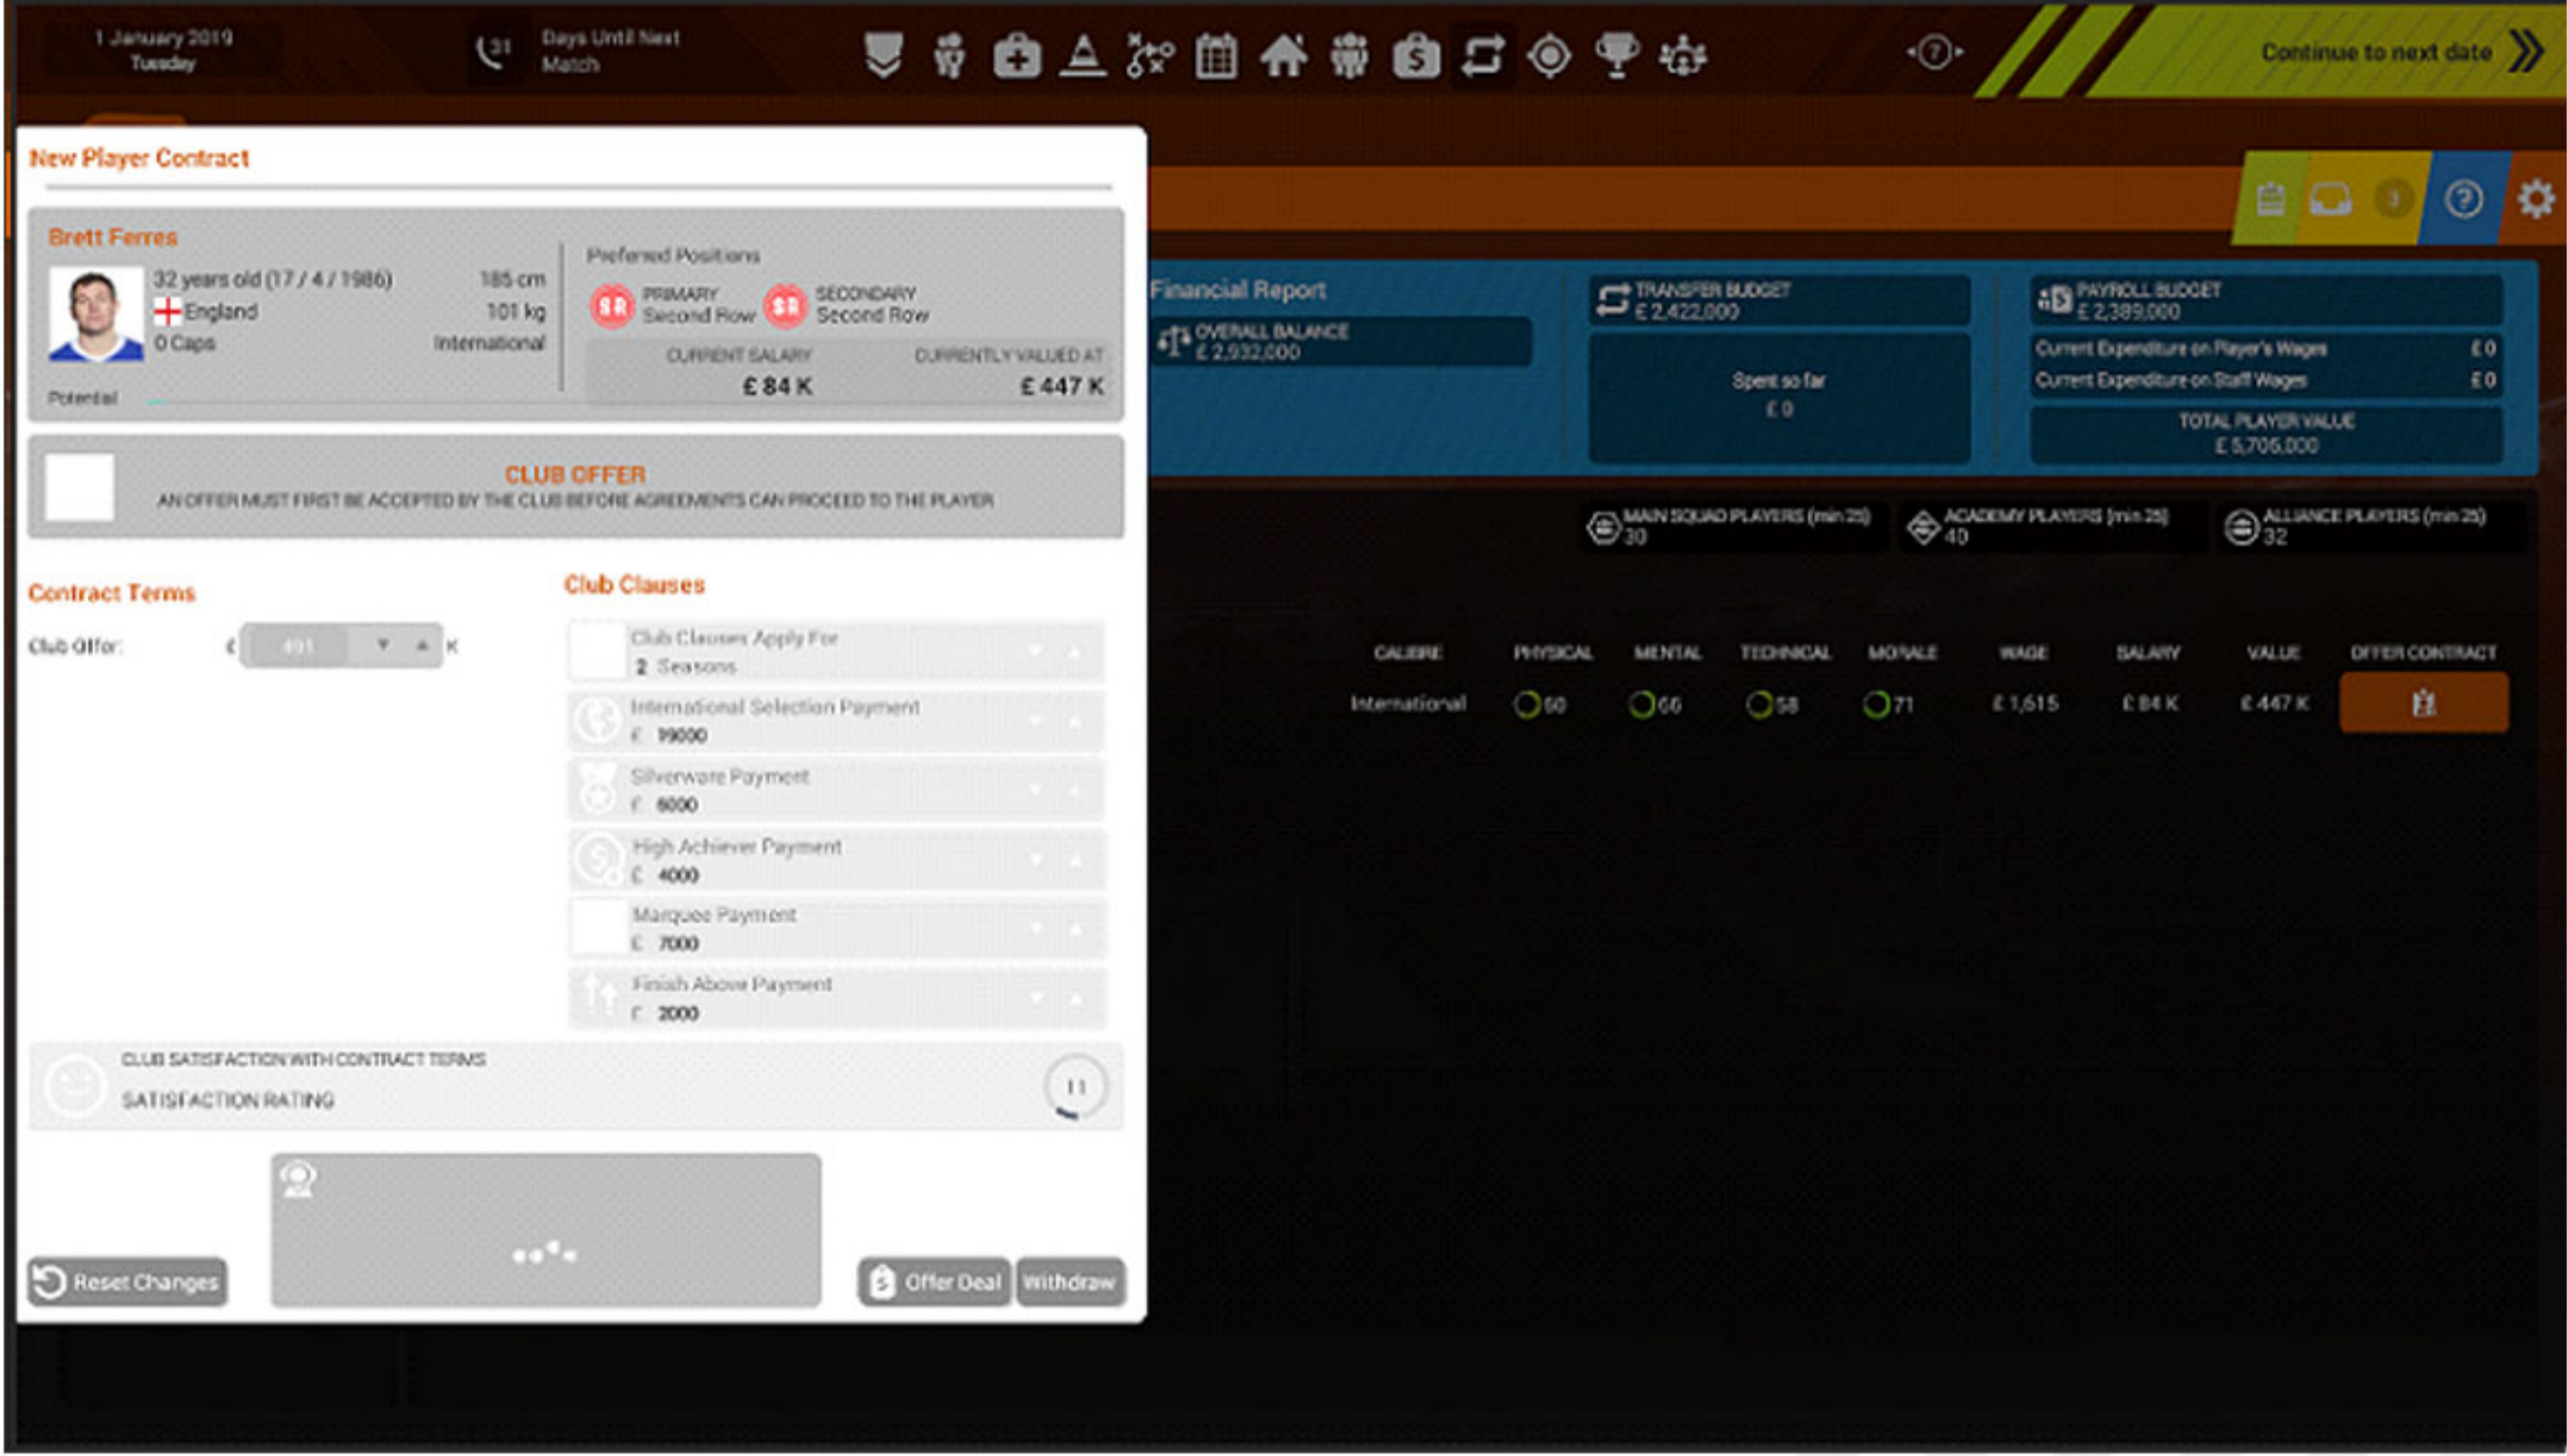 1 January 2019
Tuesday
31
Days Until Next
Match
?
Continue to next date
New Player Contract
Brett Ferres
32 years old (17 / 4 / 1986)
185 cm
England
101 kg
0 Caps
International
Potential
Preferred Positions
SR
PRIMARY
Second Row
SR
SECONDARY
Second Row
CURRENT SALARY
£ 84 K
CURRENTLY VALUED AT
£ 447 K
CLUB OFFER
AN OFFER MUST FIRST BE ACCEPTED BY THE CLUB BEFORE AGREEMENTS CAN PROCEED TO THE PLAYER
Contract Terms
Club Offer:
£
K
Club Clauses
Club Clauses Apply For
2 Seasons
International Selection Payment
£ 19000
Silverware Payment
£ 6000
High Achiever Payment
£ 4000
Marquee Payment
£ 7000
Finish Above Payment
£ 2000
CLUB SATISFACTION WITH CONTRACT TERMS
SATISFACTION RATING
11
Reset Changes
Offer Deal
Withdraw
?
Financial Report
OVERALL BALANCE
£ 2,932,000
TRANSFER BUDGET
£ 2,422,000
Spent so far
£ 0
PAYROLL BUDGET
£ 2,389,000
Current Expenditure on Player's Wages
£ 0
Current Expenditure on Staff Wages
£ 0
TOTAL PLAYER VALUE
£ 5,705,000
MAIN SQUAD PLAYERS (min 25)
30
ACADEMY PLAYERS (min 25)
40
ALLIANCE PLAYERS (min 25)
32
CALIBRE PHYSICAL MENTAL TECHNICAL MORALE WAGE SALARY VALUE OFFER CONTRACT
International 60 66 58 71 £ 1,615 £ 84 K £ 447 K